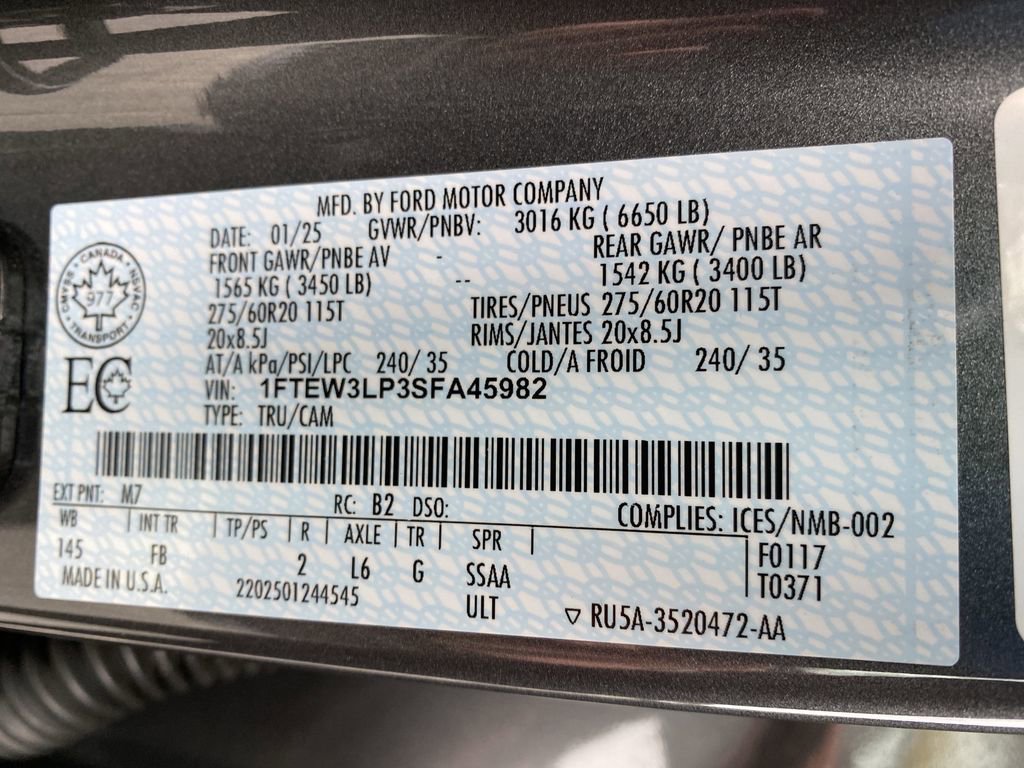 MFD. BY FORD MOTOR COMPANY
DATE: 01/25 GVWR/PNBV: 3016 KG ( 6650 LB)
FRONT GAWR/PNBE AV - REAR GAWR/ PNBE AR
1565 KG ( 3450 LB) -- 1542 KG ( 3400 LB)
275/60R20 115T TIRES/PNEUS 275/60R20 115T
20x8.5J RIMS/JANTES 20x8.5J
AT/A kPa/PSI/LPC 240/ 35 COLD/A FROID 240/ 35
VIN: 1FTEW3LP3SFA45982
TYPE: TRU/CAM
CANADA
CMVSS NSVAC
977
TRANSPORT
EC
EXT PNT: M7 RC: B2 DSO:
COMPLIES: ICES/NMB-002
WB | INT TR | TP/PS | R | AXLE | TR | SPR |
145 FB 2 L6 G SSAA
F0117
T0371
MADE IN U.S.A. 2202501244545 ULT
▽ RU5A-3520472-AA